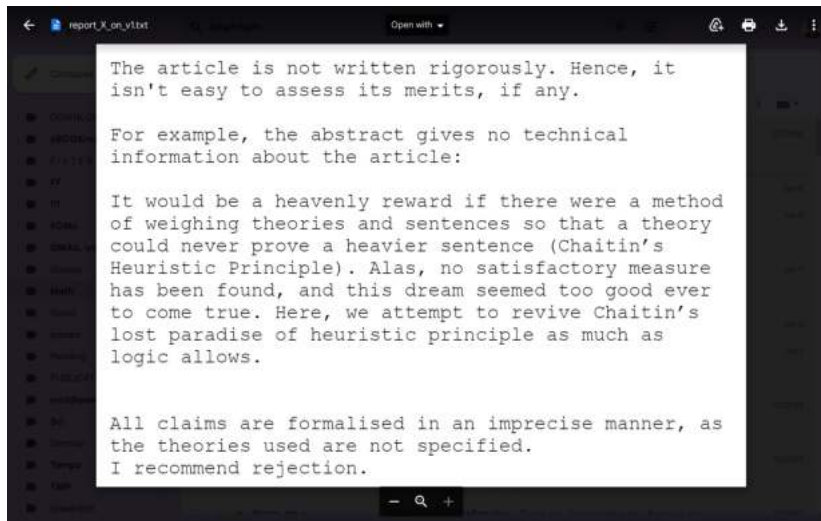 report_X_on_v1.txt
Open with
The article is not written rigorously. Hence, it
isn't easy to assess its merits, if any.
For example, the abstract gives no technical
information about the article:
It would be a heavenly reward if there were a method
of weighing theories and sentences so that a theory
could never prove a heavier sentence (Chaitin’s
Heuristic Principle). Alas, no satisfactory measure
has been found, and this dream seemed too good ever
to come true. Here, we attempt to revive Chaitin’s
lost paradise of heuristic principle as much as
logic allows.
All claims are formalised in an imprecise manner, as
the theories used are not specified.
I recommend rejection.